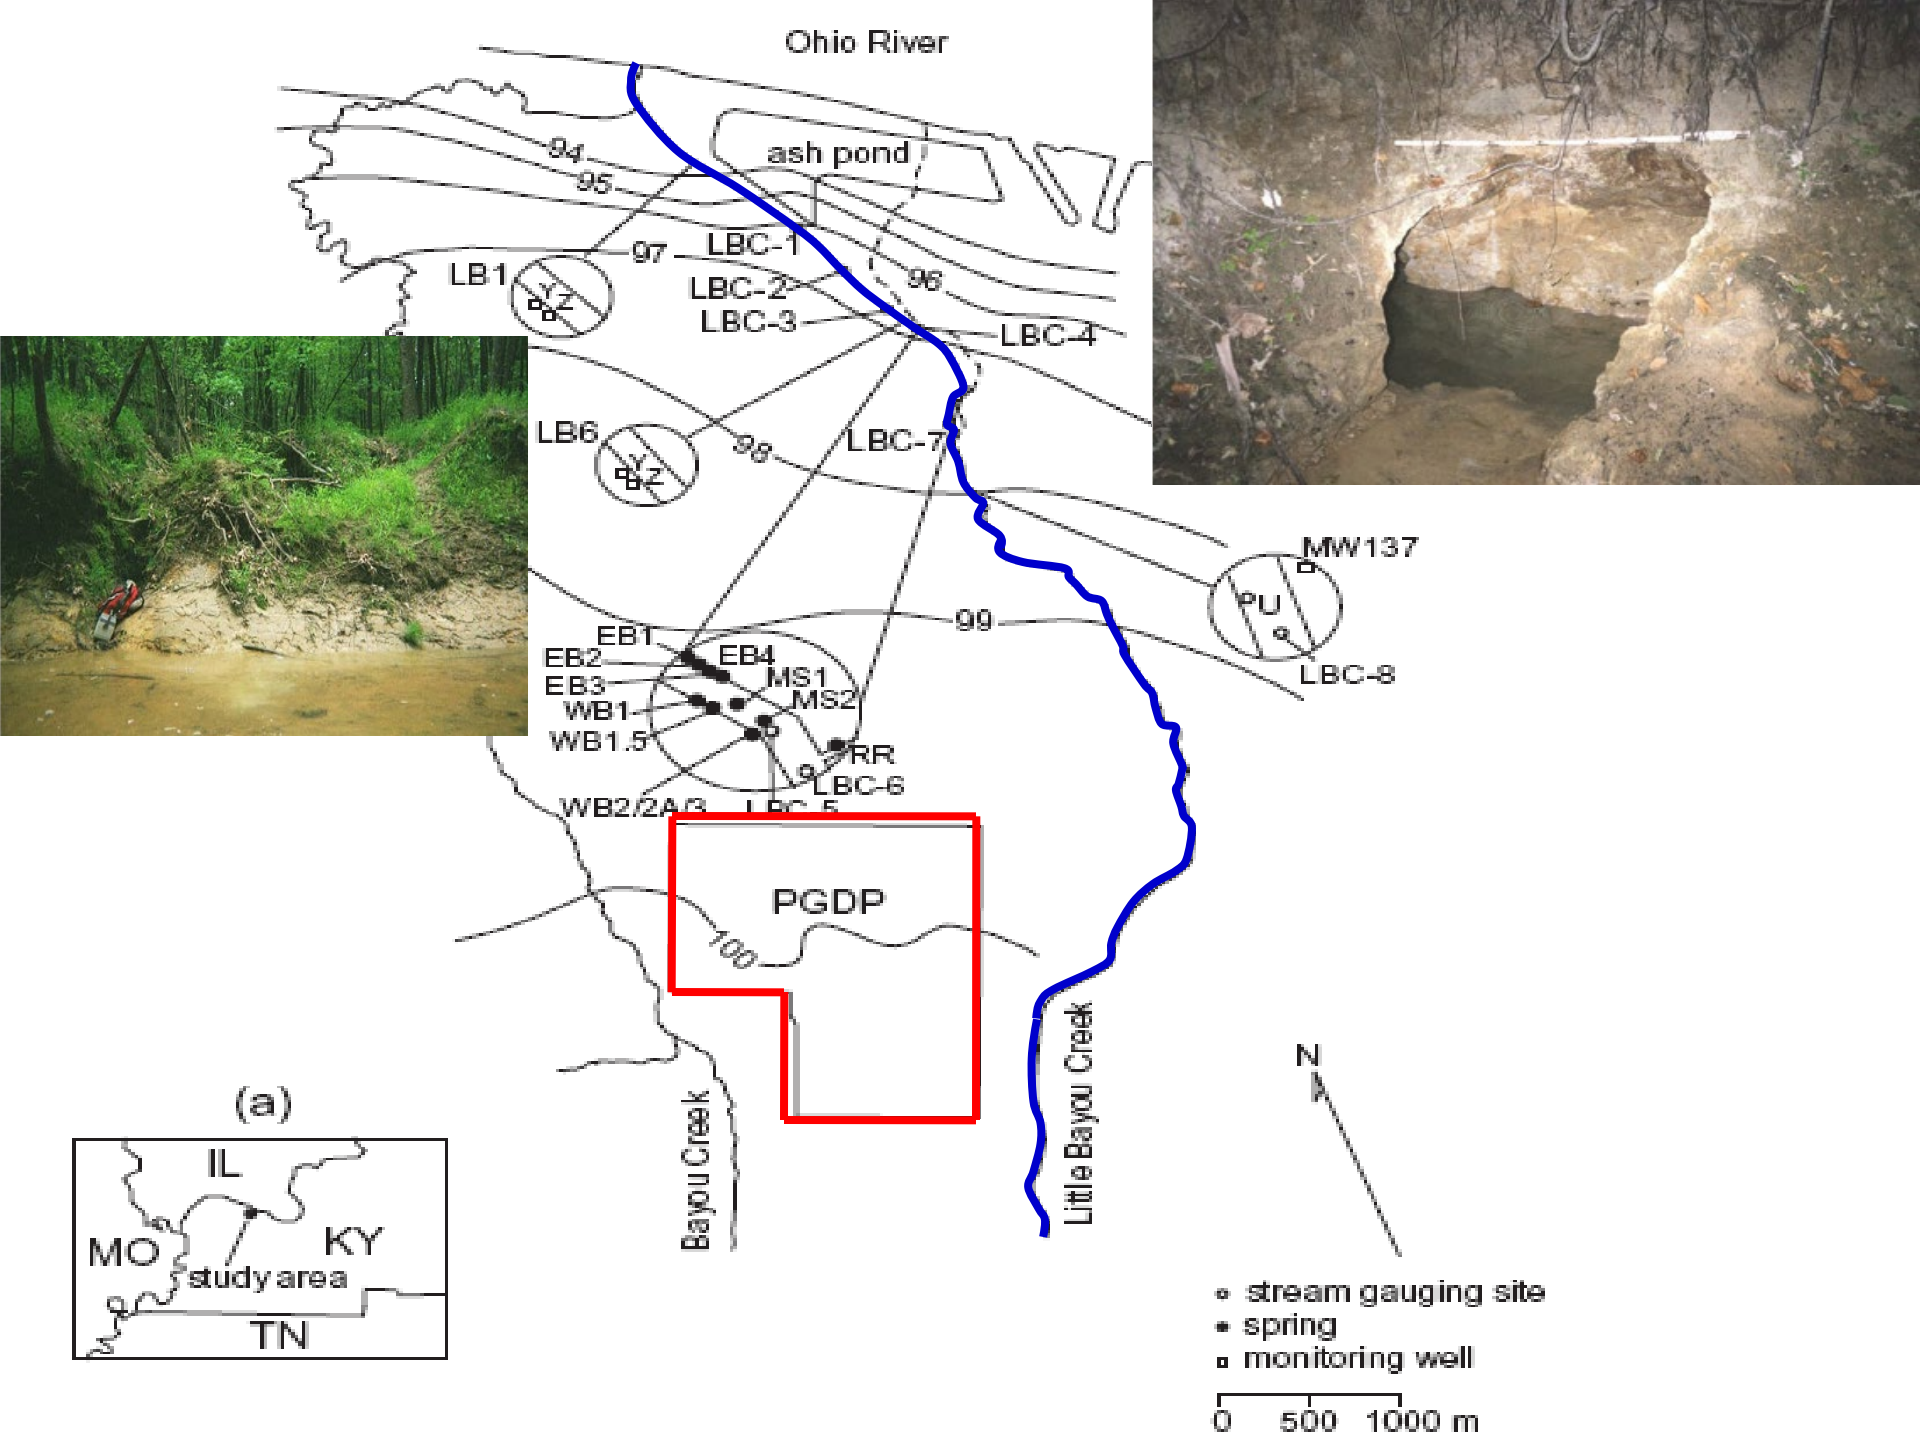 Ohio River
ash pond
94
95
LBC-1
97
96
LB1
Y
Z
LBC-2
LBC-3
LBC-4
LB6
Y
Z
98
LBC-7
MW137
PU
LBC-8
99
EB1
EB2
EB4
EB3
MS1
MS2
WB1
WB1.5
RR
LBC-6
WB2/2A/3
LBC-5
PGDP
100
Bayou Creek
Little Bayou Creek
N
(a)
IL
MO
KY
study area
TN
stream gauging site
spring
monitoring well
0 500 1000 m